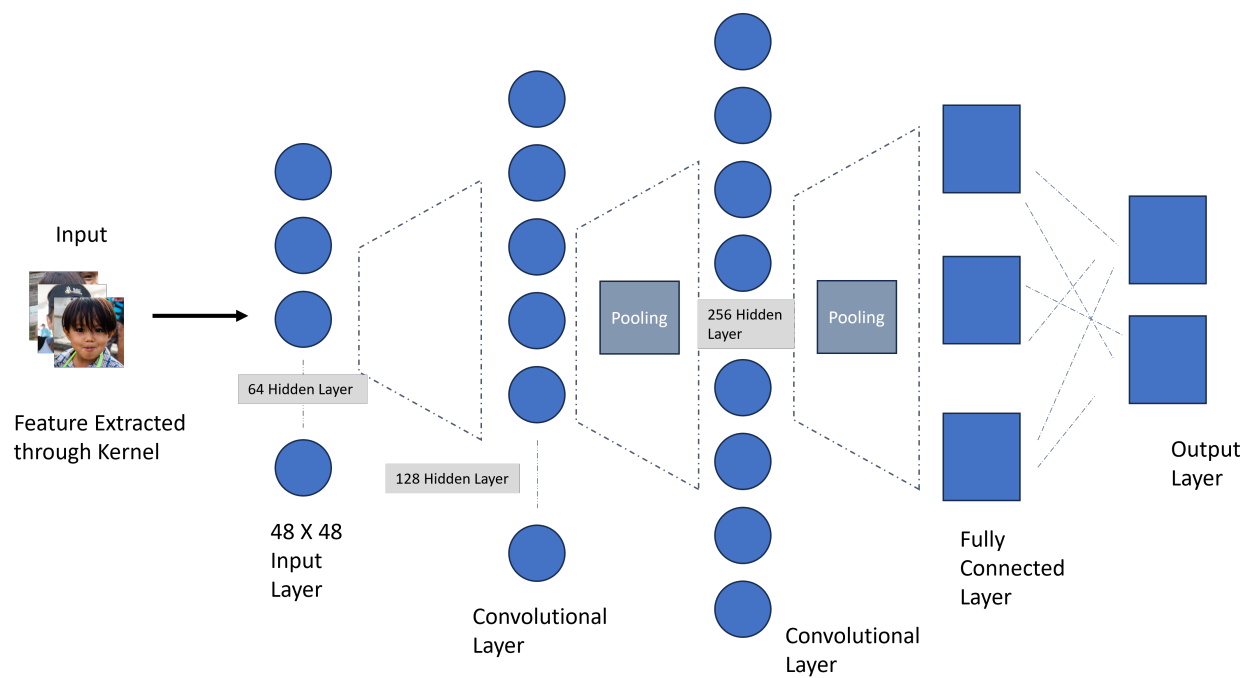 Input
Feature Extracted
through Kernel
64 Hidden Layer
48 X 48
Input
Layer
128 Hidden Layer
Convolutional
Layer
Pooling
256 Hidden
Layer
Convolutional
Layer
Pooling
Fully
Connected
Layer
Output
Layer